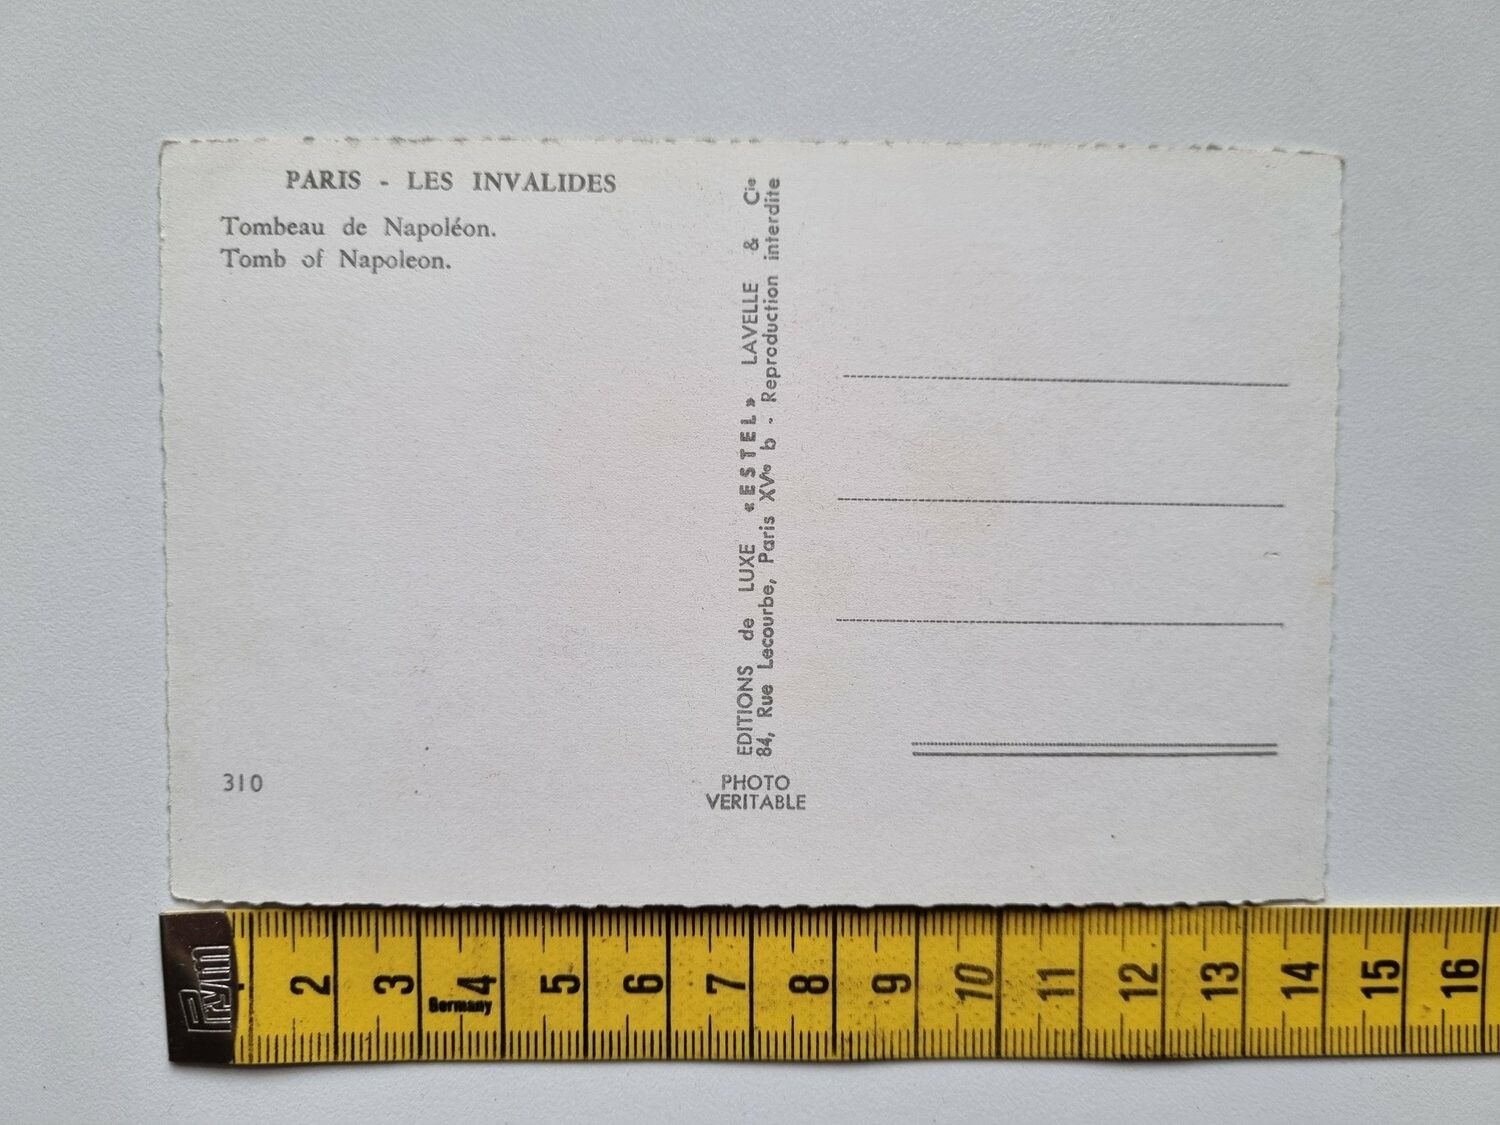 PARIS - LES INVALIDES
Tombeau de Napoléon.
Tomb of Napoleon.
EDITIONS de LUXE «ESTEL» LAVELLE & Cie
84, Rue Lecourbe, Paris XVIe b - Reproduction interdite
310
PHOTO
VERITABLE
Prym
2 3 4 5 6 7 8 9 10 11 12 13 14 15 16
Germany